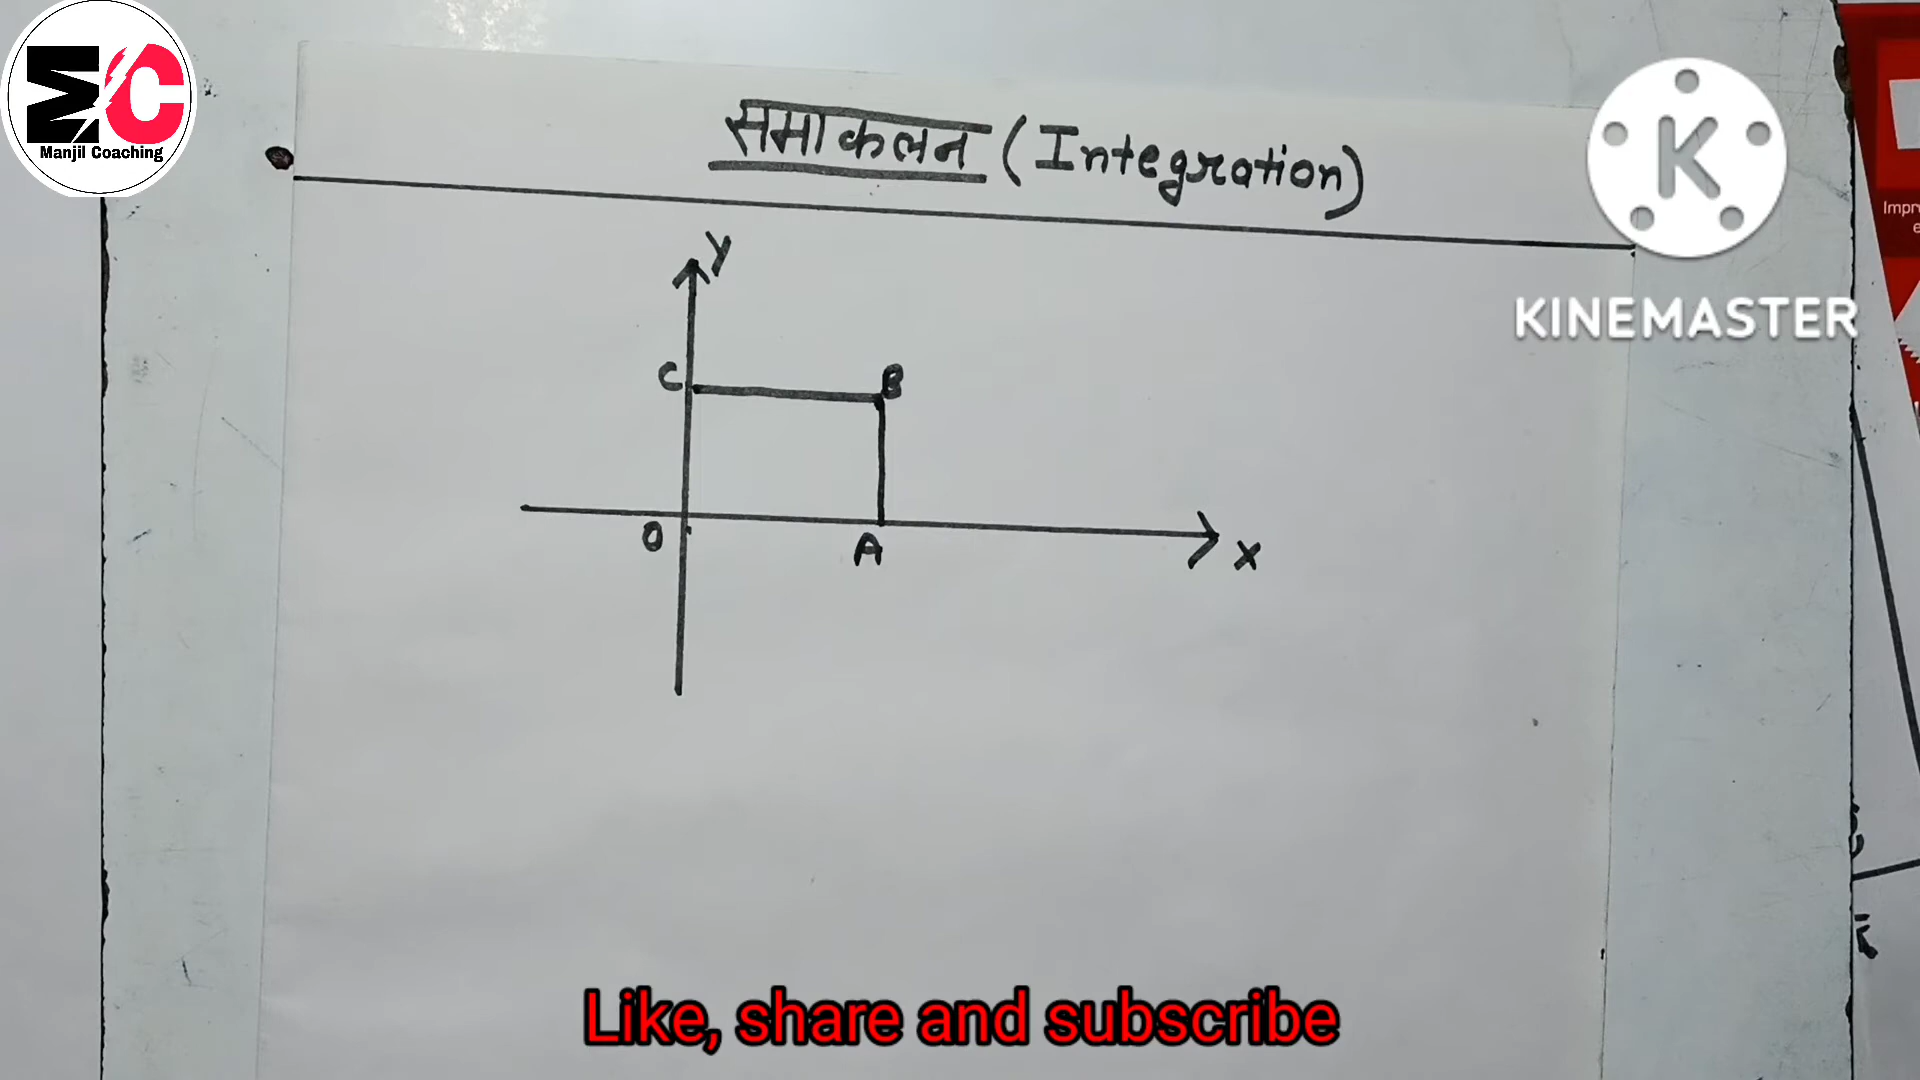 Manjil Coaching
समाकलन (Integration)
KINEMASTER
y
C
B
O
A
x
Like, share and subscribe